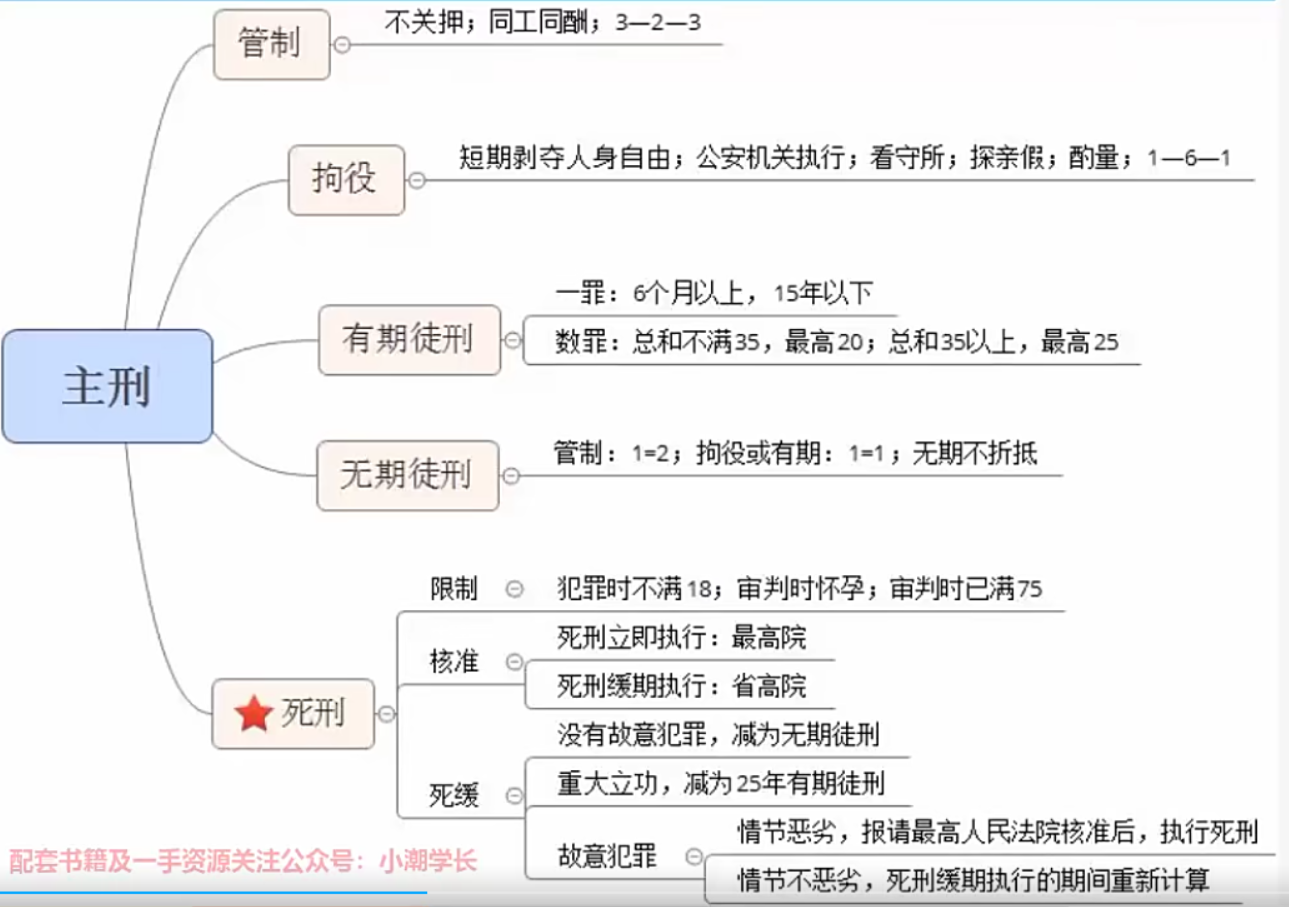 管制
不关押；同工同酬；3—2—3
拘役
短期剥夺人身自由；公安机关执行；看守所；探亲假；酌量；1—6—1
主刑
有期徒刑
一罪：6个月以上，15年以下
数罪：总和不满35，最高20；总和35以上，最高25
无期徒刑
管制：1=2；拘役或有期：1=1；无期不折抵
死刑
限制
犯罪时不满18；审判时怀孕；审判时已满75
核准
死刑立即执行：最高院
死刑缓期执行：省高院
死缓
没有故意犯罪，减为无期徒刑
重大立功，减为25年有期徒刑
故意犯罪
情节恶劣，报请最高人民法院核准后，执行死刑
情节不恶劣，死刑缓期执行的期间重新计算
配套书籍及一手资源关注公众号：小潮学长